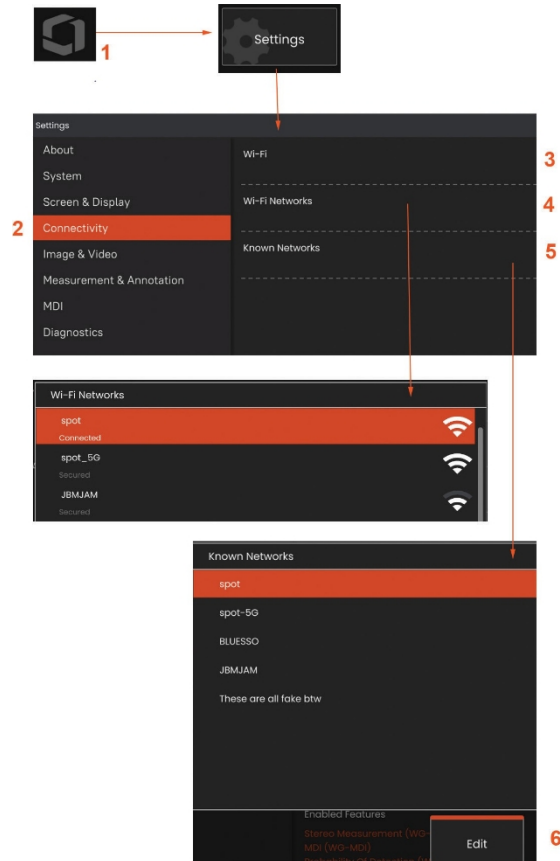 1
Settings
Settings
About
Wi-Fi
3
System
Screen & Display
Wi-Fi Networks
4
2
Connectivity
Image & Video
Known Networks
5
Measurement & Annotation
MDI
Diagnostics
Wi-Fi Networks
spot
Connected
spot_5G
Secured
JBMJAM
Secured
Known Networks
spot
spot-5G
BLUESSO
JBMJAM
These are all fake btw
Enabled Features
Stereo Measurement (WG-
MDI (WG-MDI)
Edit
6